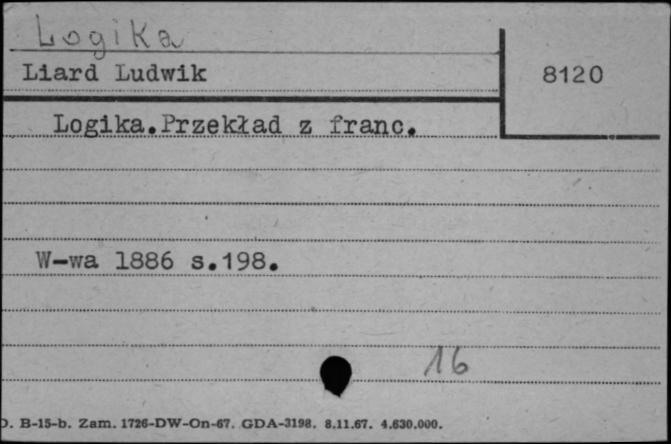 Logika
Liard Ludwik
8120
Logika.Przekład z franc.
W-wa 1886 s.198.
16
B-15-b. Zam. 1726-DW-On-67. GDA-3198. 8.11.67. 4.630.000.